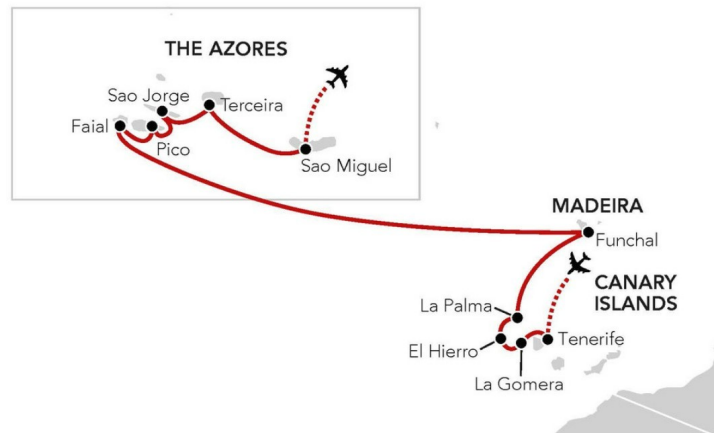 THE AZORES
Sao Jorge
Terceira
Faial
Pico
Sao Miguel
MADEIRA
Funchal
CANARY
ISLANDS
La Palma
Tenerife
El Hierro
La Gomera